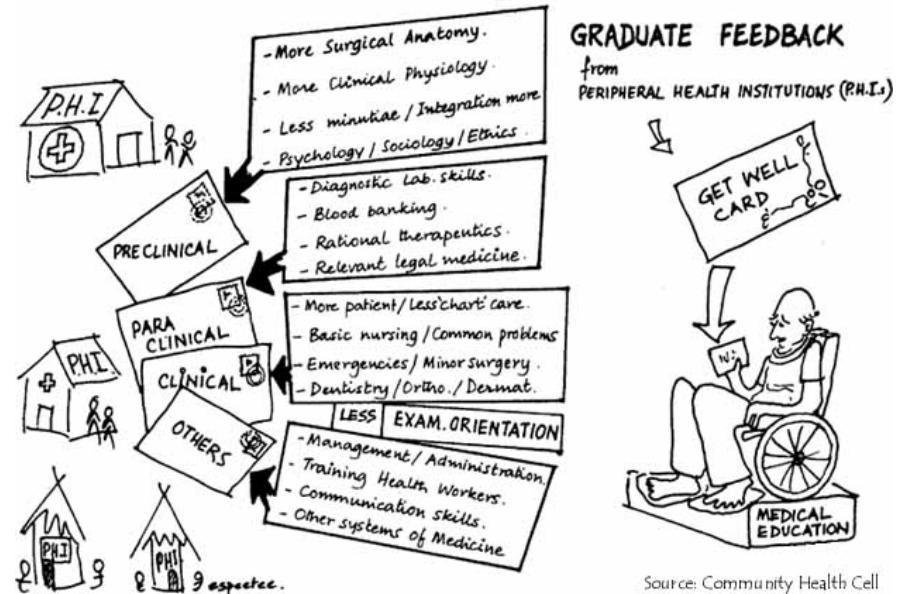 GRADUATE FEEDBACK
from
PERIPHERAL HEALTH INSTITUTIONS (P.H.I.s)
P.H.I
- More Surgical Anatomy.
- More Clinical Physiology.
- Less minutiae / Integration more
- Psychology / Sociology / Ethics.
PRECLINICAL
- Diagnostic Lab. skills.
- Blood banking.
- Rational therapeutics.
- Relevant legal medicine.
PARA
CLINICAL
- More patient / Less 'chart' care.
- Basic nursing / Common problems
- Emergencies / Minor surgery.
- Dentistry / Ortho. / Dermat.
CLINICAL
P.H.I.
LESS EXAM. ORIENTATION
- Management / Administration.
- Training Health Workers.
- Communication skills.
- Other systems of Medicine
OTHERS
P.H.I
PHI
GET WELL
CARD
MEDICAL
EDUCATION
Source: Community Health Cell